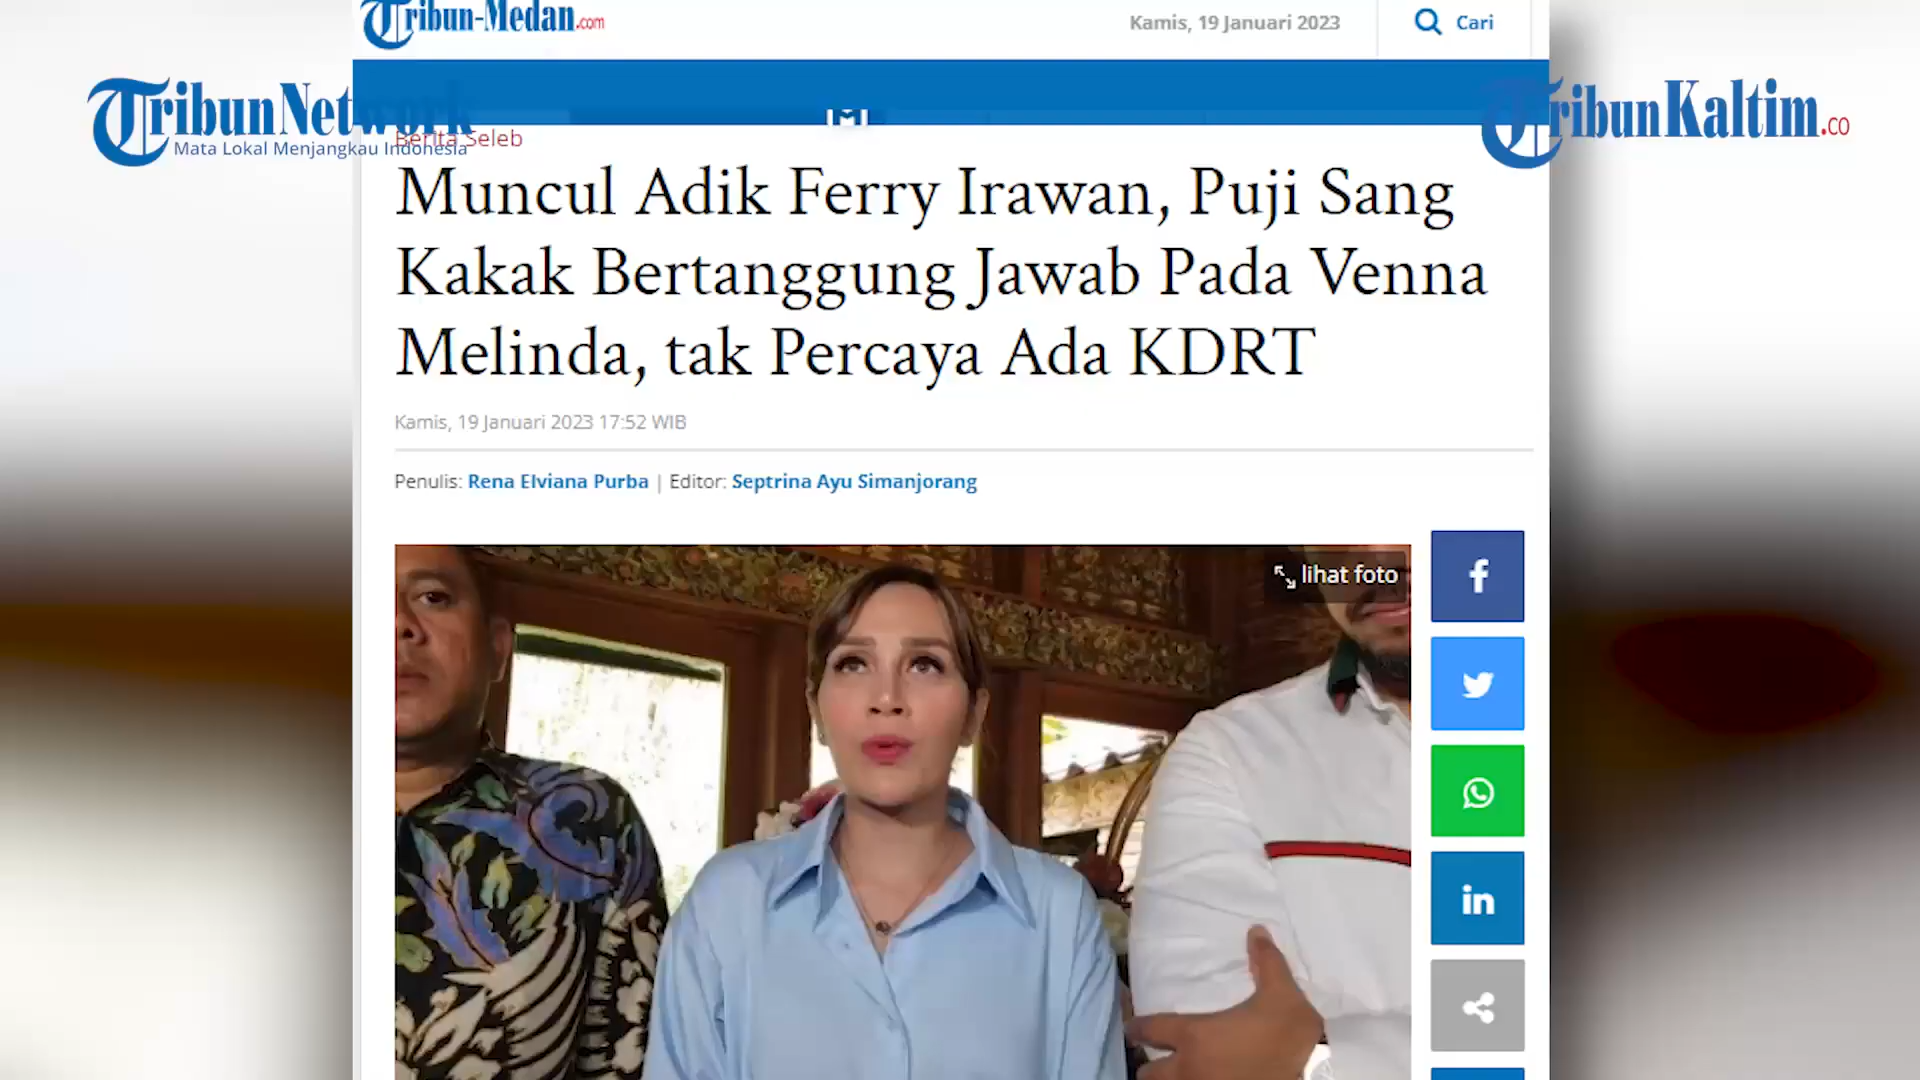 Tribun-Medan.com
Kamis, 19 Januari 2023
Cari
TribunNetwork
Mata Lokal Menjangkau Indonesia
TribunKaltim.co
Berita Seleb
Muncul Adik Ferry Irawan, Puji Sang
Kakak Bertanggung Jawab Pada Venna
Melinda, tak Percaya Ada KDRT
Kamis, 19 Januari 2023 17:52 WIB
Penulis: Rena Elviana Purba | Editor: Septrina Ayu Simanjorang
lihat foto